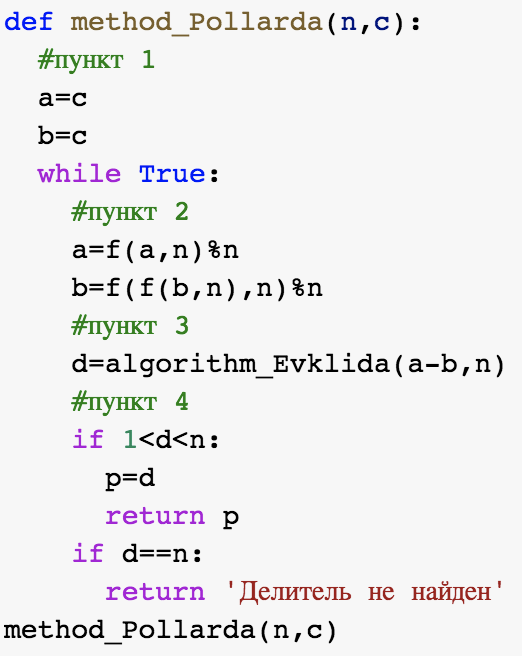 def method_Pollarda(n,c):
  #пункт 1
  a=c
  b=c
  while True:
    #пункт 2
    a=f(a,n)%n
    b=f(f(b,n),n)%n
    #пункт 3
    d=algorithm_Evklida(a-b,n)
    #пункт 4
    if 1<d<n:
      p=d
      return p
    if d==n:
      return 'Делитель не найден'
method_Pollarda(n,c)